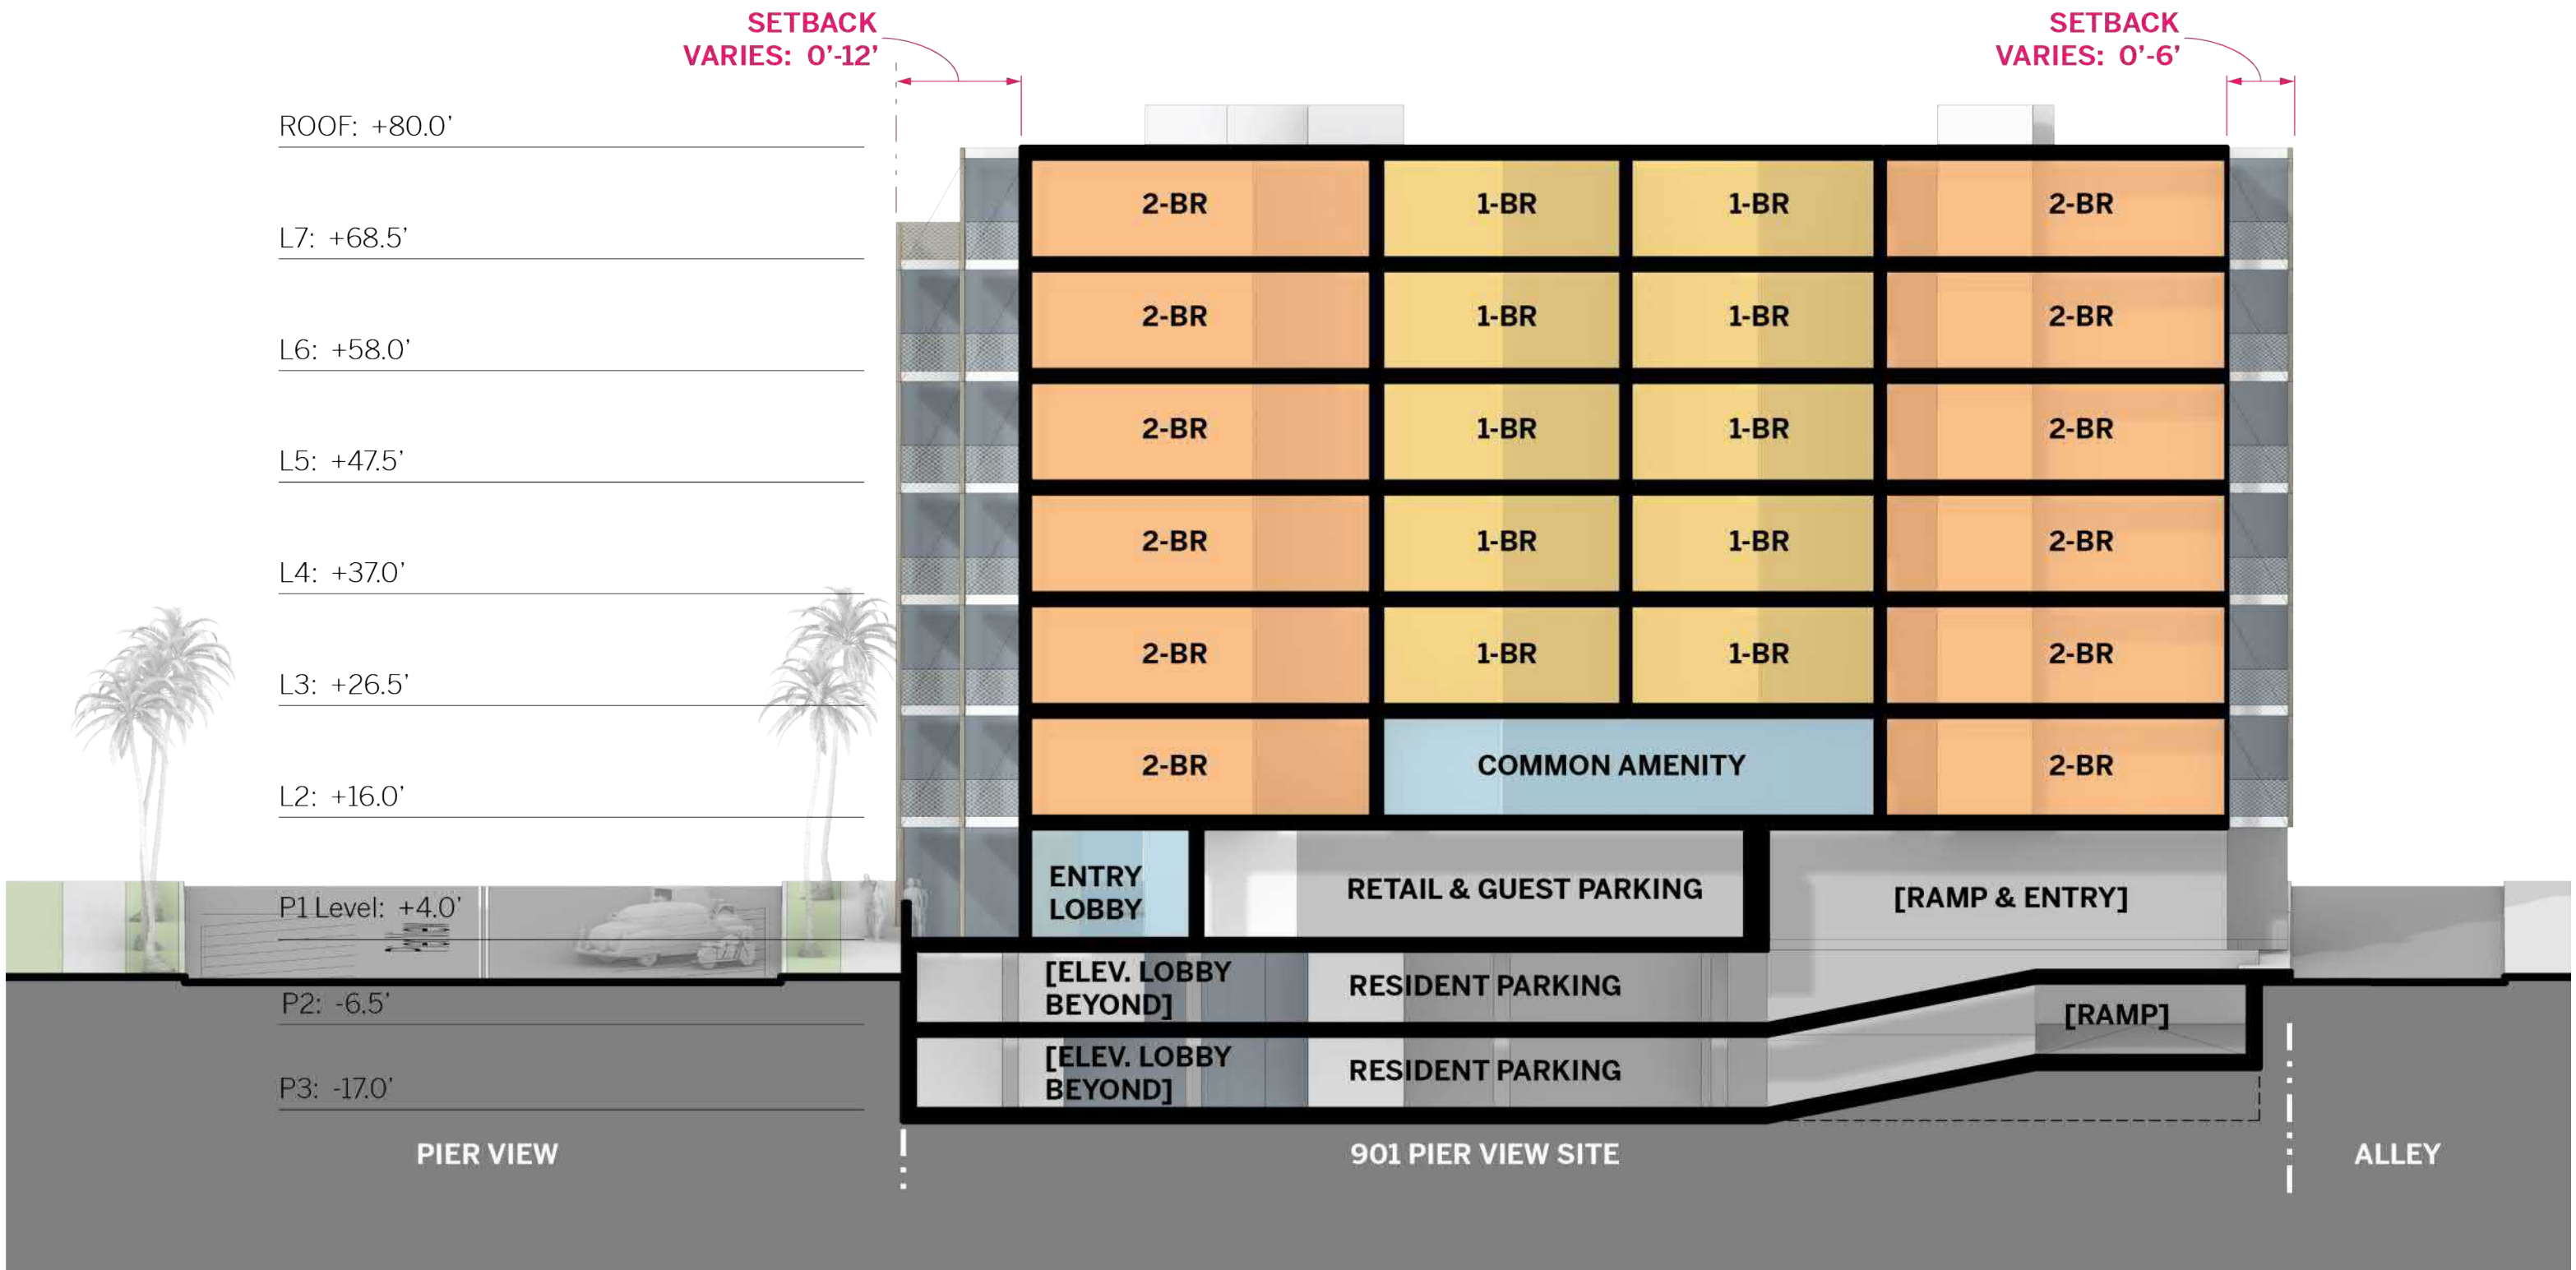 SETBACK
VARIES: 0'-12'
SETBACK
VARIES: 0'-6'
ROOF: +80.0'
2-BR 1-BR 1-BR 2-BR
L7: +68.5'
2-BR 1-BR 1-BR 2-BR
L6: +58.0'
2-BR 1-BR 1-BR 2-BR
L5: +47.5'
2-BR 1-BR 1-BR 2-BR
L4: +37.0'
2-BR 1-BR 1-BR 2-BR
L3: +26.5'
2-BR COMMON AMENITY 2-BR
L2: +16.0'
ENTRY
LOBBY
RETAIL & GUEST PARKING
[RAMP & ENTRY]
P1 Level: +4.0'
[ELEV. LOBBY
BEYOND]
RESIDENT PARKING
P2: -6.5'
[RAMP]
[ELEV. LOBBY
BEYOND]
RESIDENT PARKING
P3: -17.0'
PIER VIEW
901 PIER VIEW SITE
ALLEY